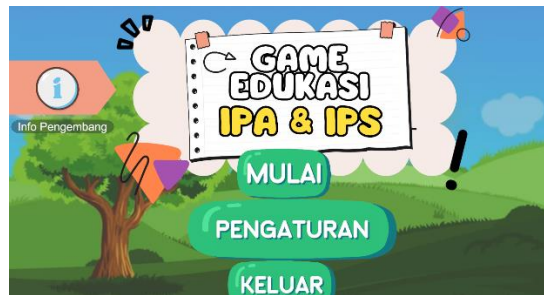 GAME
EDUKASI
IPA & IPS
i
Info Pengembang
MULAI
PENGATURAN
KELUAR